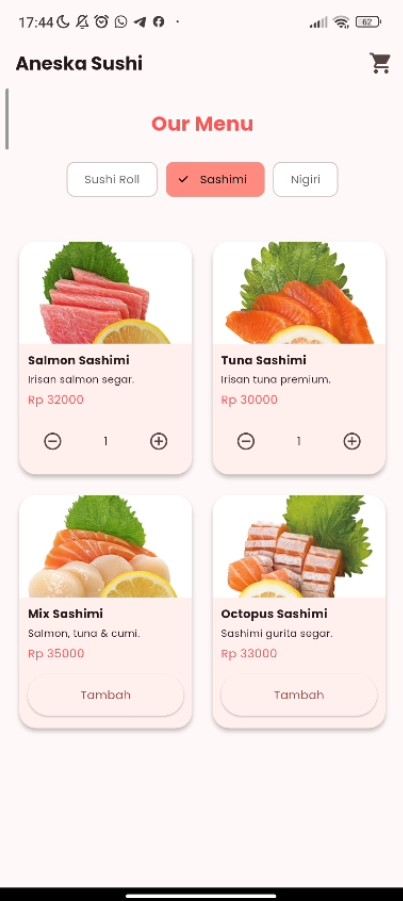 17:44
62
Aneska Sushi
Our Menu
Sushi Roll
Sashimi
Nigiri
Salmon Sashimi
Irisan salmon segar.
Rp 32000
1
Tuna Sashimi
Irisan tuna premium.
Rp 30000
1
Mix Sashimi
Salmon, tuna & cumi.
Rp 35000
Tambah
Octopus Sashimi
Sashimi gurita segar.
Rp 33000
Tambah